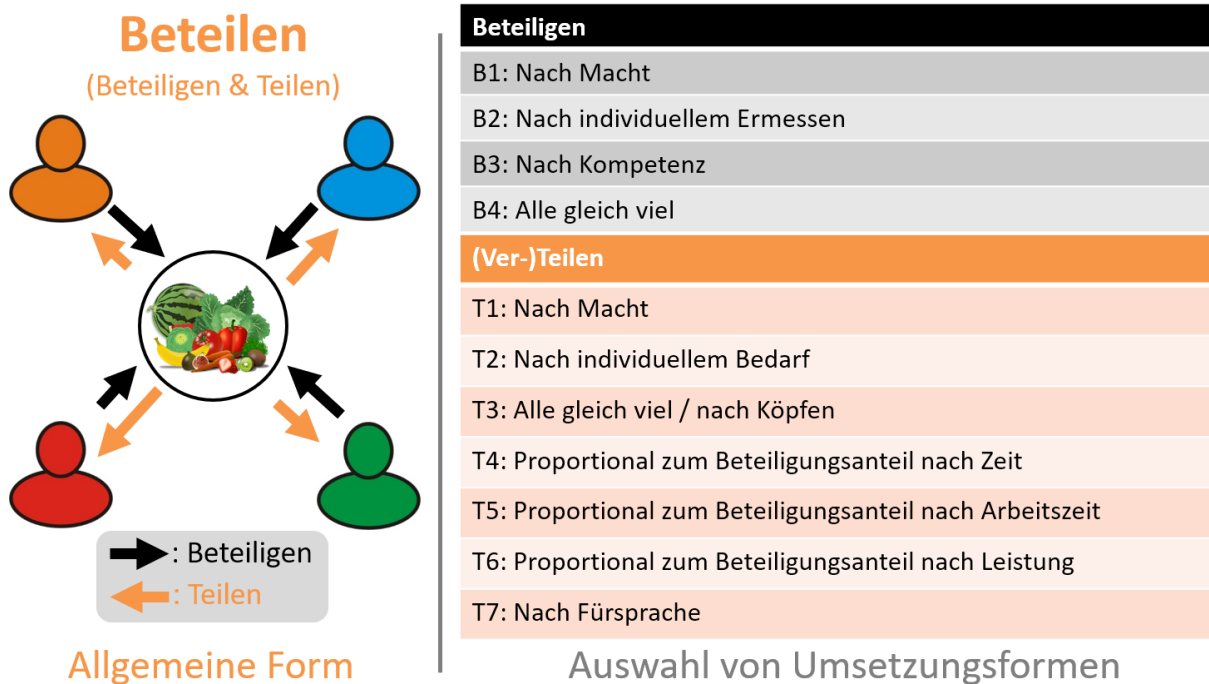 Beteilen
(Beteiligen & Teilen)
: Beteiligen
: Teilen
Allgemeine Form
Beteiligen
B1: Nach Macht
B2: Nach individuellem Ermessen
B3: Nach Kompetenz
B4: Alle gleich viel
(Ver-)Teilen
T1: Nach Macht
T2: Nach individuellem Bedarf
T3: Alle gleich viel / nach Köpfen
T4: Proportional zum Beteiligungsanteil nach Zeit
T5: Proportional zum Beteiligungsanteil nach Arbeitszeit
T6: Proportional zum Beteiligungsanteil nach Leistung
T7: Nach Fürsprache
Auswahl von Umsetzungsformen